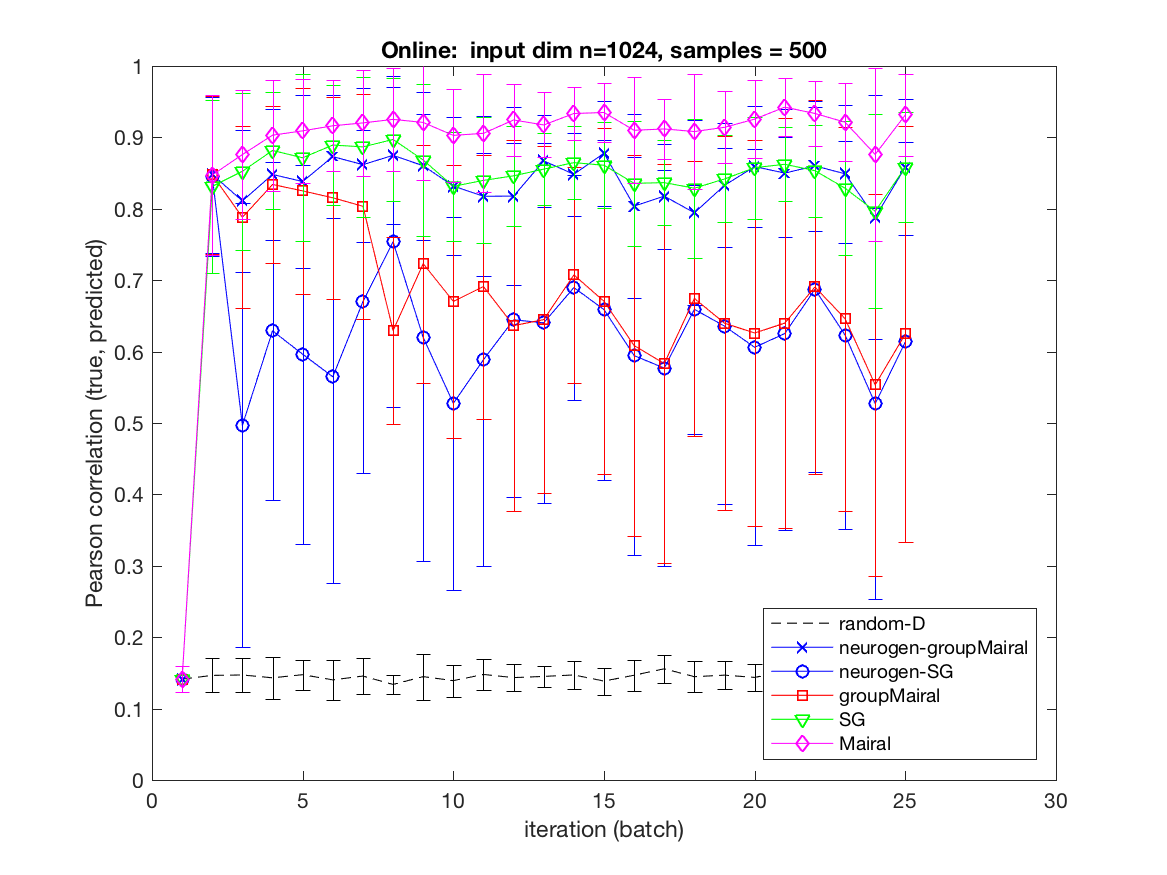 Online:  input dim n=1024, samples = 500
Pearson correlation (true, predicted)
1
0.9
0.8
0.7
0.6
0.5
0.4
0.3
0.2
0.1
0
random-D
neurogen-groupMairal
neurogen-SG
groupMairal
SG
Mairal
0 5 10 15 20 25 30
iteration (batch)